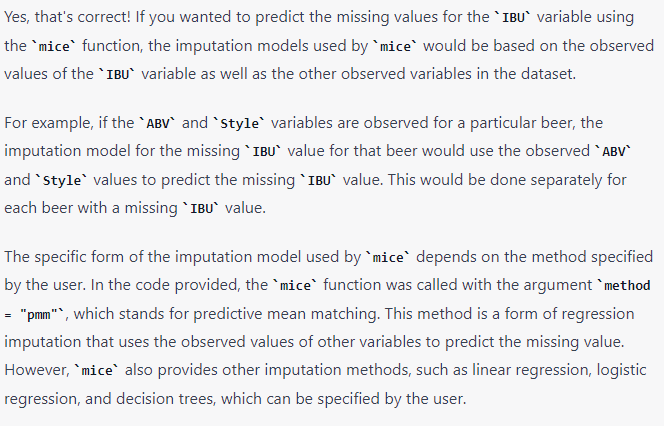 Yes, that's correct! If you wanted to predict the missing values for the `IBU` variable using
the `mice` function, the imputation models used by `mice` would be based on the observed
values of the `IBU` variable as well as the other observed variables in the dataset.
For example, if the `ABV` and `Style` variables are observed for a particular beer, the
imputation model for the missing `IBU` value for that beer would use the observed `ABV`
and `Style` values to predict the missing `IBU` value. This would be done separately for
each beer with a missing `IBU` value.
The specific form of the imputation model used by `mice` depends on the method specified
by the user. In the code provided, the `mice` function was called with the argument `method
= "pmm"`, which stands for predictive mean matching. This method is a form of regression
imputation that uses the observed values of other variables to predict the missing value.
However, `mice` also provides other imputation methods, such as linear regression, logistic
regression, and decision trees, which can be specified by the user.